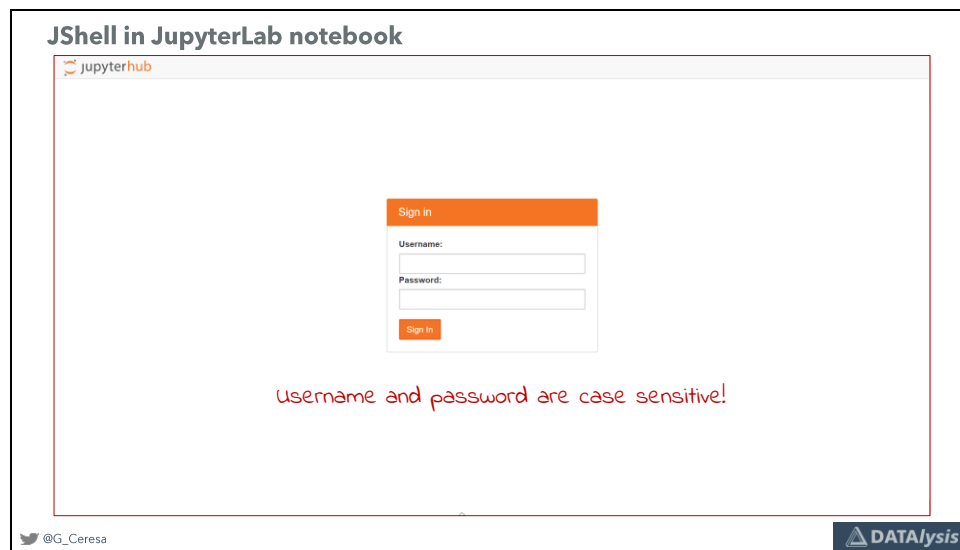 JShell in JupyterLab notebook
jupyterhub
Sign in
Username:
Password:
Sign In
Username and password are case sensitive!
@G_Ceresa
DATAlysis